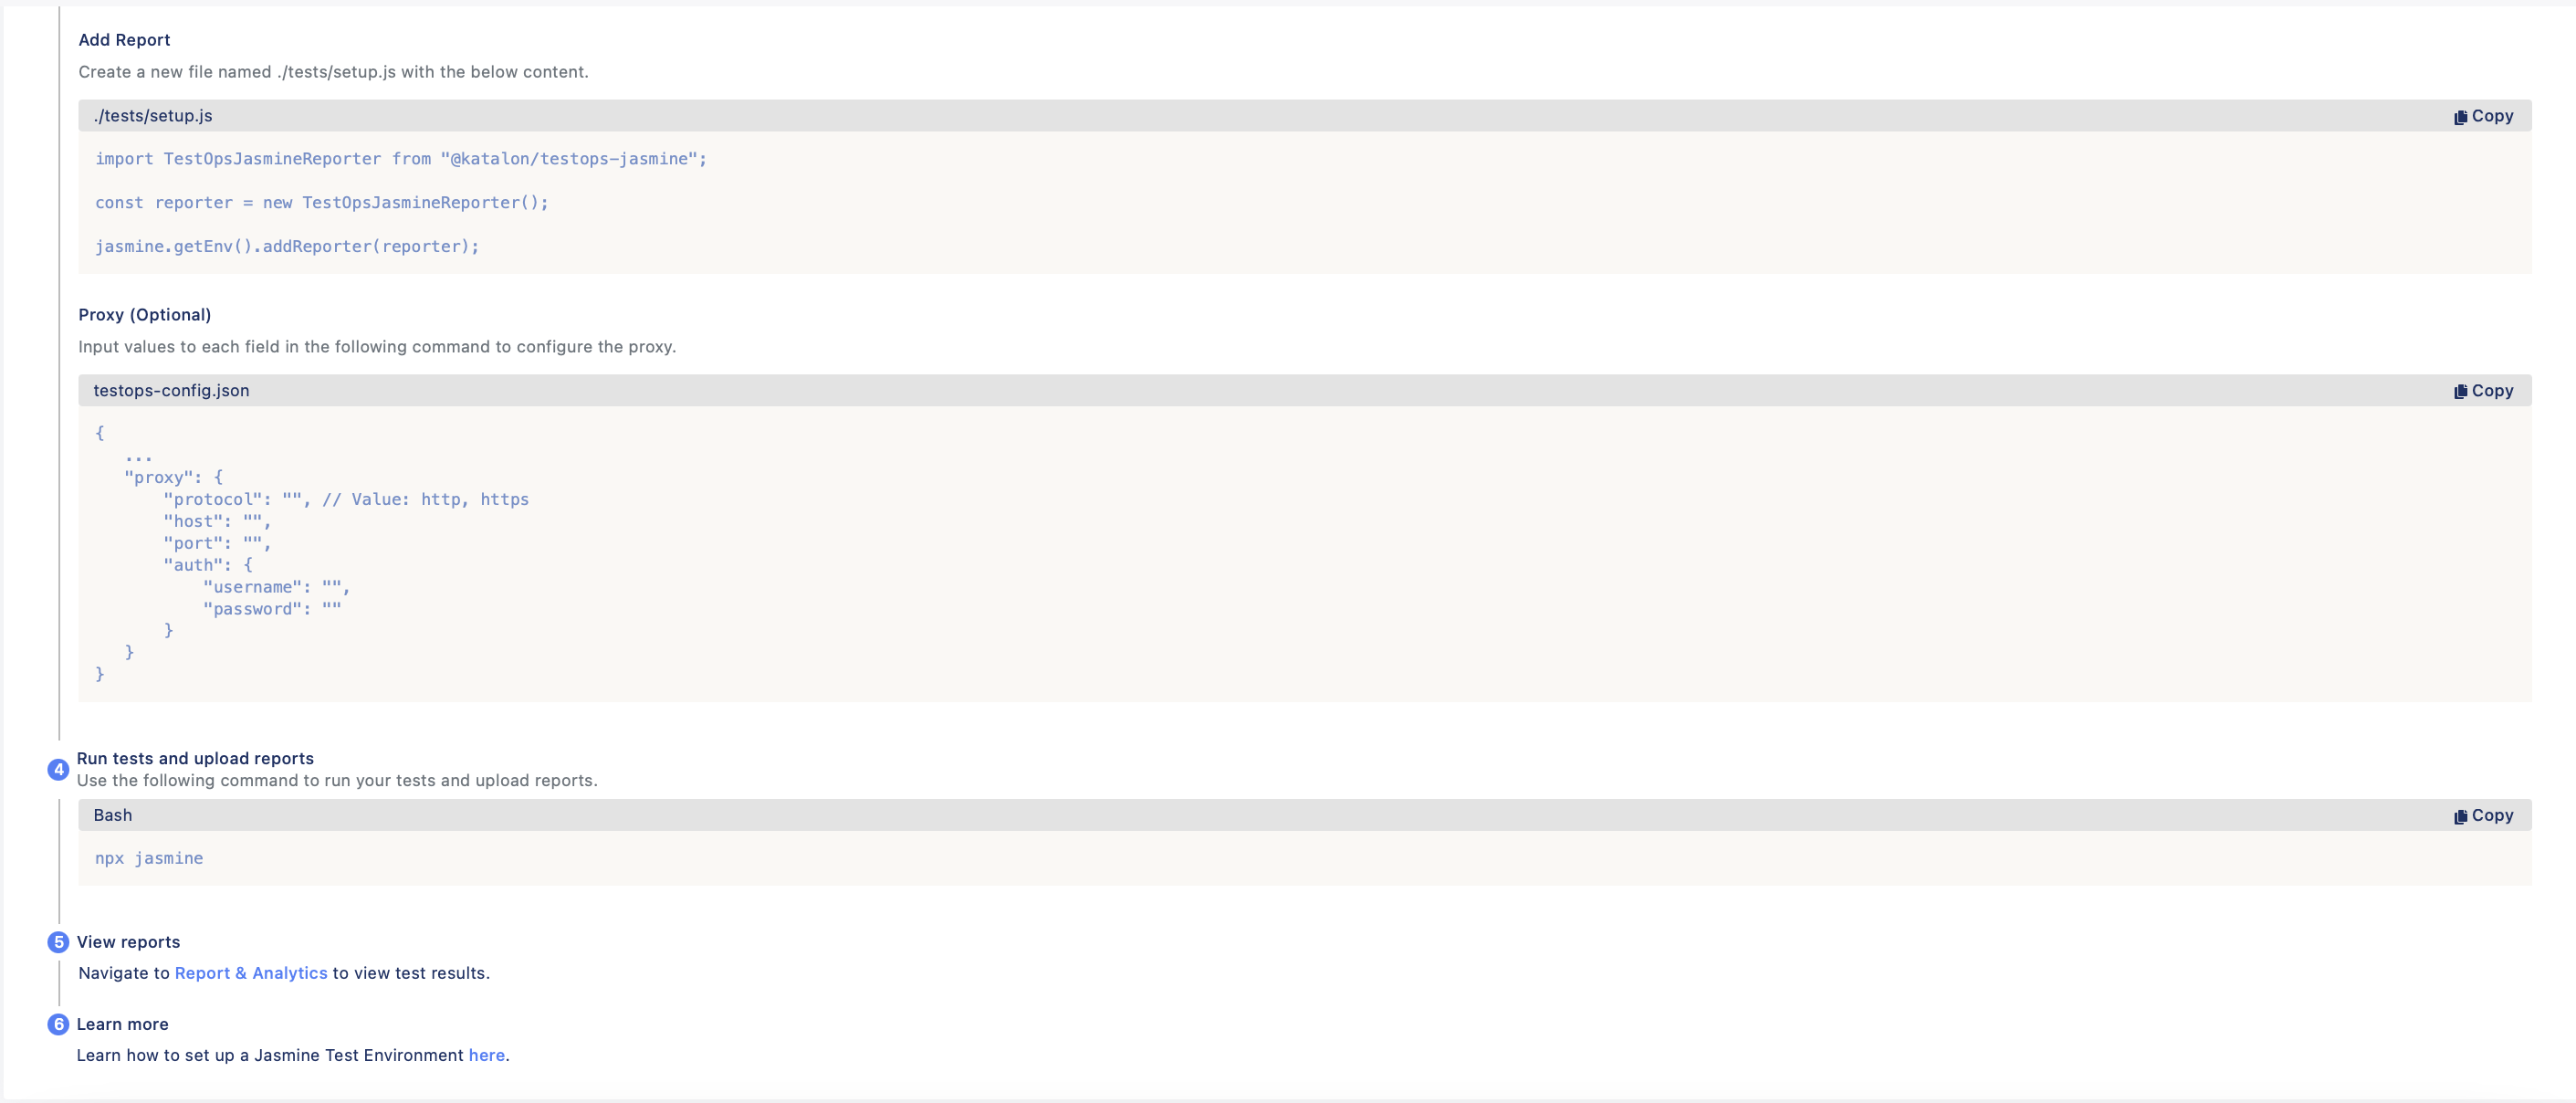 Add Report
Create a new file named ./tests/setup.js with the below content.
./tests/setup.js
Copy
import TestOpsJasmineReporter from "@katalon/testops-jasmine";
const reporter = new TestOpsJasmineReporter();
jasmine.getEnv().addReporter(reporter);
Proxy (Optional)
Input values to each field in the following command to configure the proxy.
testops-config.json
Copy
{
...
"proxy": {
"protocol": "", // Value: http, https
"host": "",
"port": "",
"auth": {
"username": "",
"password": ""
}
}
}
4
Run tests and upload reports
Use the following command to run your tests and upload reports.
Bash
Copy
npx jasmine
5
View reports
Navigate to Report & Analytics to view test results.
6
Learn more
Learn how to set up a Jasmine Test Environment here.